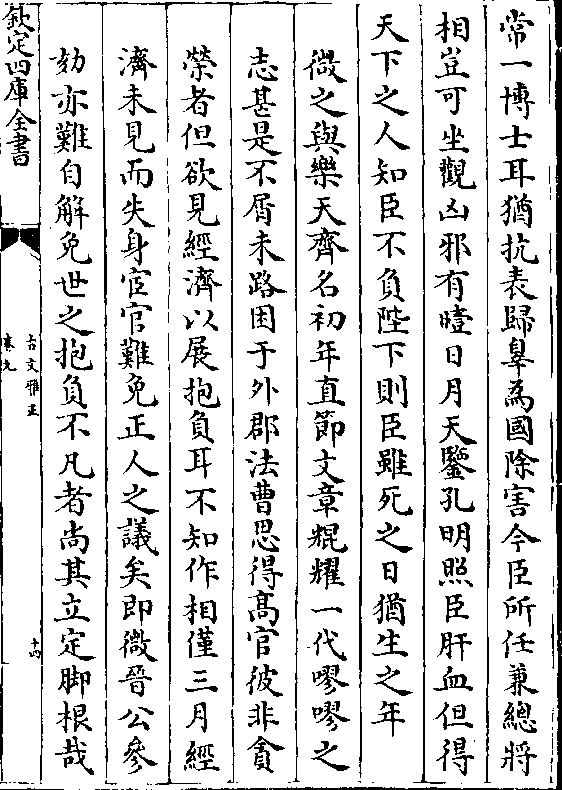 常一博士耳猶抗表歸辠為國除害今臣所任兼總將
相豈可坐觀凶邪有曀日月天鑒孔明照臣肝血但得
天下之人知臣不負陛下則臣雖死之日猶生之年
微之與樂天齊名初年直節文章焜耀一代嘐嘐之
志甚是不屑未路困于外郡法曹思得髙官彼非貪
榮者但欲見經濟以展抱負耳不知作相僅三月經
濟未見而失身宦官難免正人之議矣即微晉公參
劾亦難自解免世之抱負不凡者尚其立定脚根哉
欽定四庫全書
古文雅正
卷九
十四